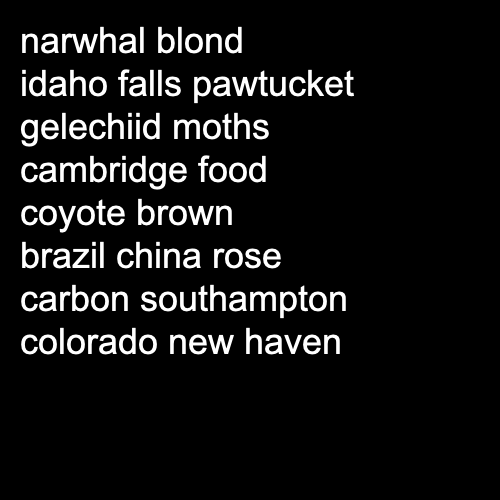 narwhal blond
idaho falls pawtucket
gelechiid moths
cambridge food
coyote brown
brazil china rose
carbon southampton
colorado new haven